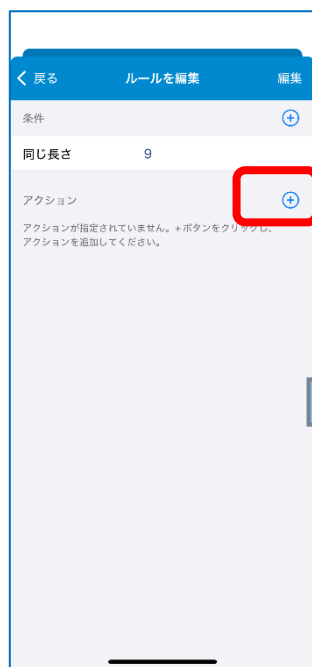 戻る ルールを編集 編集
条件
同じ長さ 9
アクション
アクションが指定されていません。+ボタンをクリックし、
アクションを追加してください。